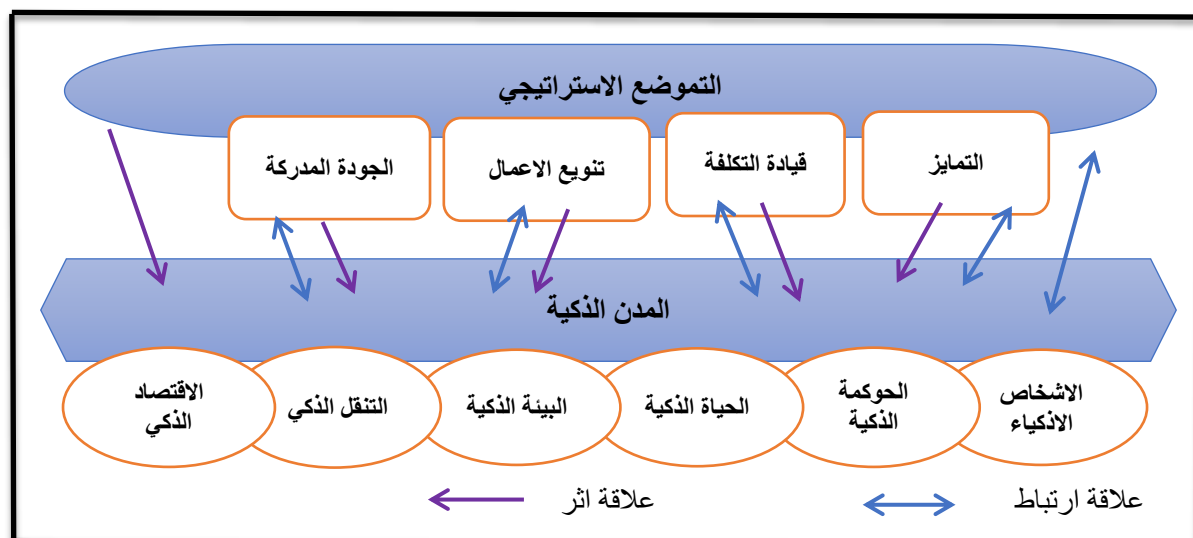 التموضع الاستراتيجي
التمايز
قيادة التكلفة
تنويع الاعمال
الجودة المدركة
المدن الذكية
الاشخاص
الاذكياء
الحوكمة
الذكية
الحياة الذكية
البيئة الذكية
التنقل الذكي
الاقتصاد
الذكي
علاقة ارتباط
علاقة اثر